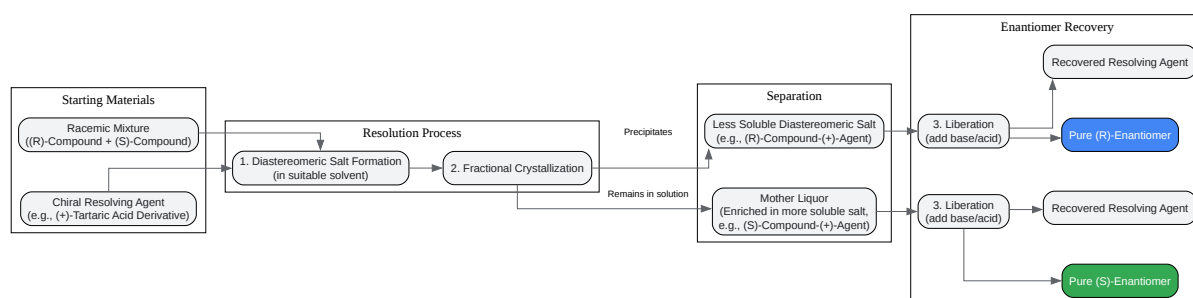 Starting Materials
Racemic Mixture
((R)-Compound + (S)-Compound)
Chiral Resolving Agent
(e.g., (+)-Tartaric Acid Derivative)
Resolution Process
1. Diastereomeric Salt Formation
(in suitable solvent)
2. Fractional Crystallization
Precipitates
Remains in solution
Separation
Less Soluble Diastereomeric Salt
(e.g., (R)-Compound-(+)-Agent)
Mother Liquor
(Enriched in more soluble salt,
e.g., (S)-Compound-(+)-Agent)
Enantiomer Recovery
3. Liberation
(add base/acid)
Recovered Resolving Agent
Pure (R)-Enantiomer
3. Liberation
(add base/acid)
Recovered Resolving Agent
Pure (S)-Enantiomer